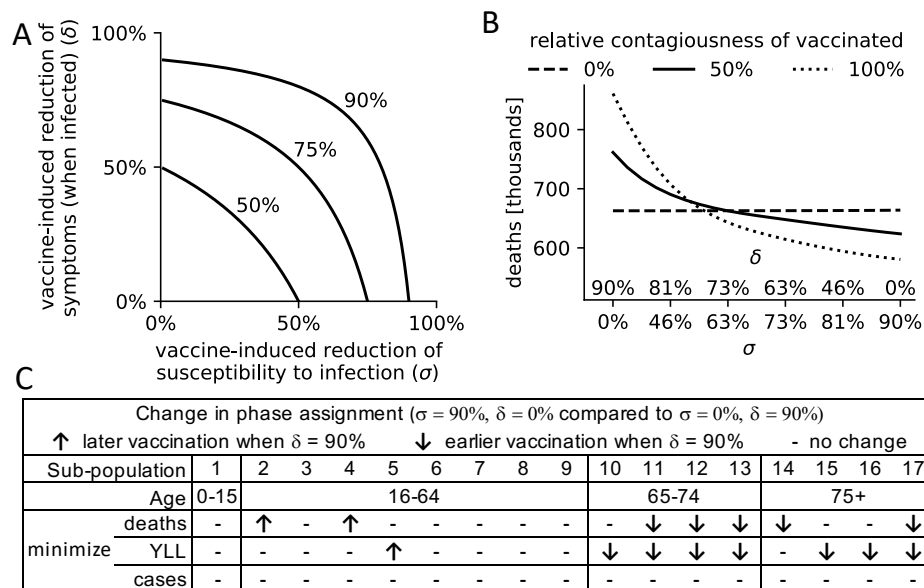 A
vaccine-induced reduction of
symptoms (when infected) (δ)
100%
50%
0%
90%
75%
50%
0% 50% 100%
vaccine-induced reduction of
susceptibility to infection (σ)
B
relative contagiousness of vaccinated
0% 50% 100%
deaths [thousands]
800
700
600
δ
90% 81% 73% 63% 46% 0%
0% 46% 63% 73% 81% 90%
σ
C
Change in phase assignment (σ = 90%, δ = 0% compared to σ = 0%, δ = 90%)
↑ later vaccination when δ = 90% ↓ earlier vaccination when δ = 90% - no change
Sub-population 1 2 3 4 5 6 7 8 9 10 11 12 13 14 15 16 17
Age 0-15 16-64 65-74 75+
minimize
deaths - ↑ - ↑ - - - - - - ↓ ↓ ↓ ↓ - - ↓
YLL - - - - ↑ - - - - ↓ ↓ ↓ ↓ - ↓ ↓ ↓
cases - - - - - - - - - - - - - - - - -